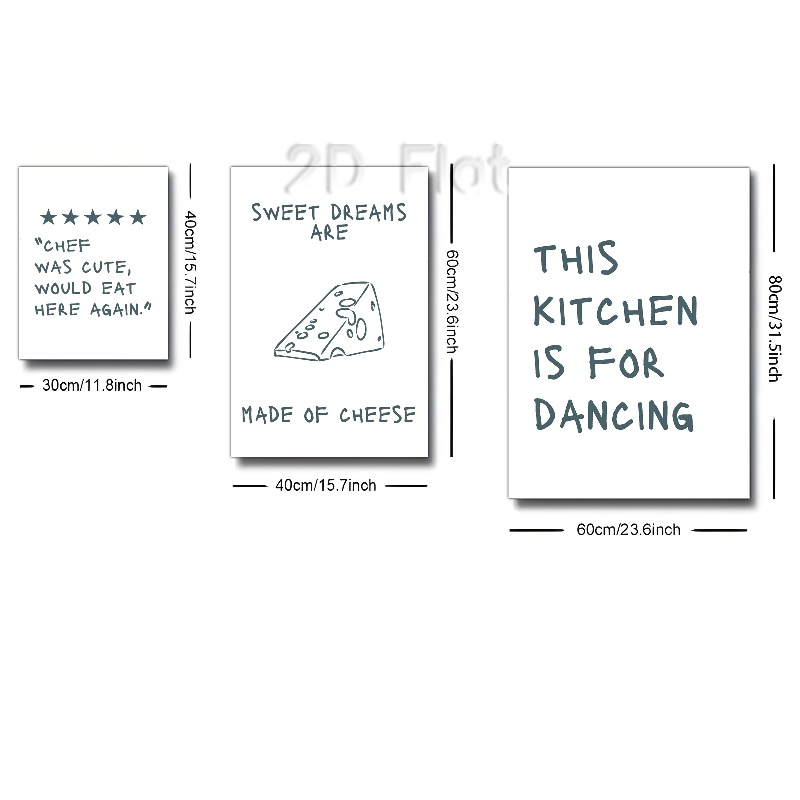 2D Flat
★★★★★
"CHEF
WAS CUTE,
WOULD EAT
HERE AGAIN."
40cm/15.7inch
30cm/11.8inch
SWEET DREAMS
ARE
MADE OF CHEESE
60cm/23.6inch
40cm/15.7inch
THIS
KITCHEN
IS FOR
DANCING
80cm/31.5inch
60cm/23.6inch